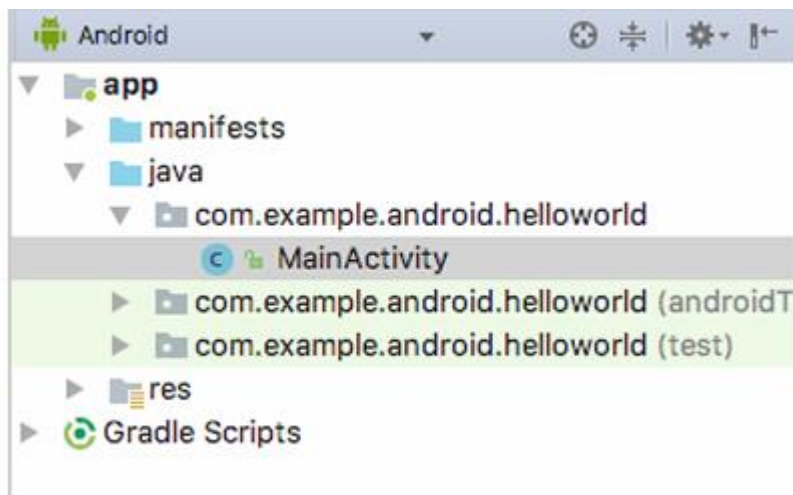 Android
app
manifests
java
com.example.android.helloworld
C MainActivity
com.example.android.helloworld (androidT
com.example.android.helloworld (test)
res
Gradle Scripts